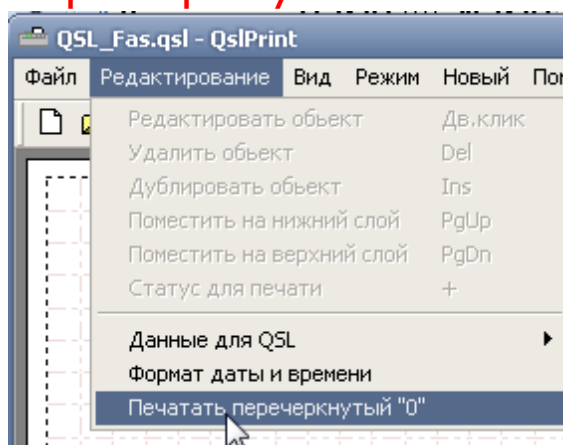 QSL_Fas.qsl - QslPrint
Файл Редактирование Вид Режим Новый
Редактировать обьект Дв.клик
Удалить обьект Del
Дублировать обьект Ins
Поместить на нижний слой PgUp
Поместить на верхний слой PgDn
Статус для печати +
Данные для QSL
Формат даты и времени
Печатать перечеркнутый "0"